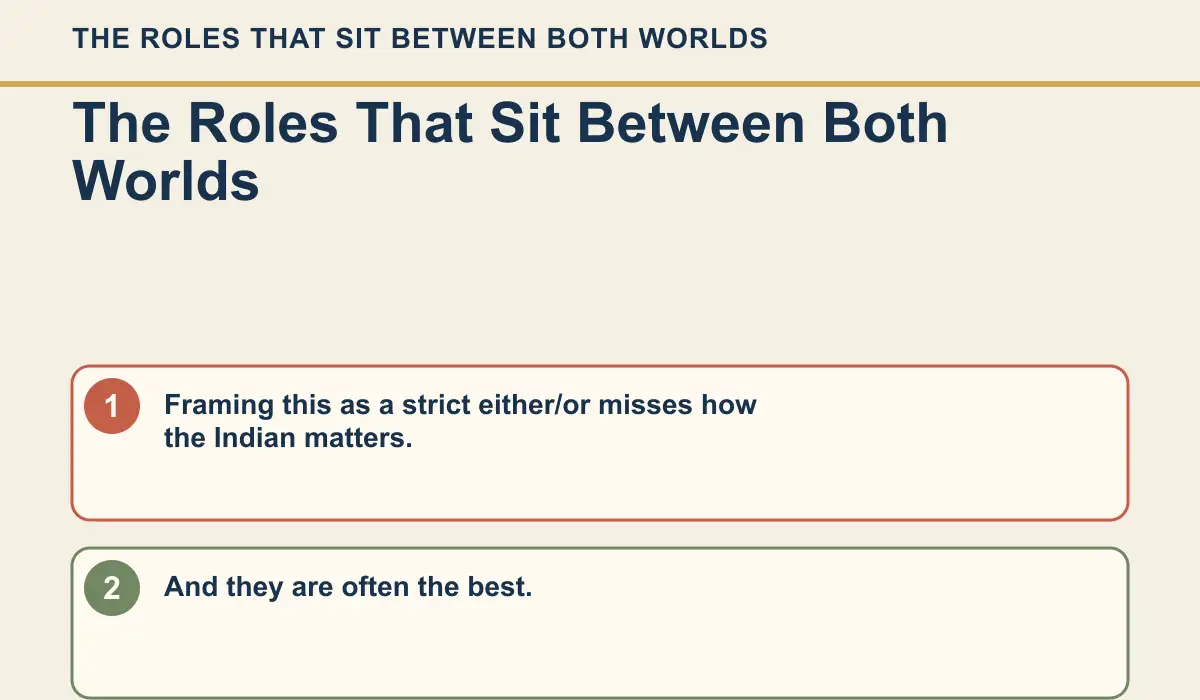 THE ROLES THAT SIT BETWEEN BOTH WORLDS
The Roles That Sit Between Both
Worlds
1
Framing this as a strict either/or misses how
the Indian matters.
2
And they are often the best.